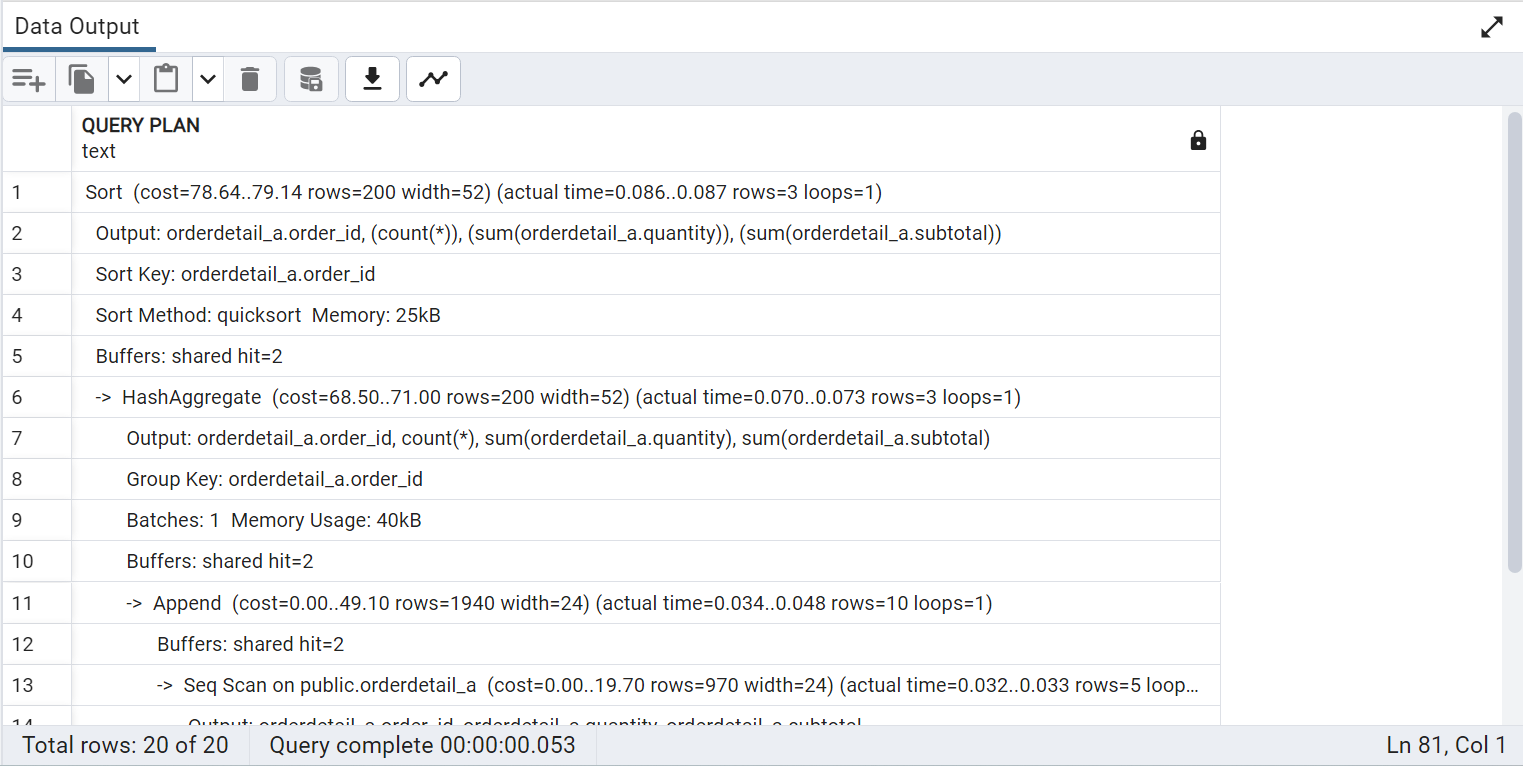 Data Output
QUERY PLAN
text
1 Sort (cost=78.64..79.14 rows=200 width=52) (actual time=0.086..0.087 rows=3 loops=1)
2 Output: orderdetail_a.order_id, (count(*)), (sum(orderdetail_a.quantity)), (sum(orderdetail_a.subtotal))
3 Sort Key: orderdetail_a.order_id
4 Sort Method: quicksort Memory: 25kB
5 Buffers: shared hit=2
6 -> HashAggregate (cost=68.50..71.00 rows=200 width=52) (actual time=0.070..0.073 rows=3 loops=1)
7 Output: orderdetail_a.order_id, count(*), sum(orderdetail_a.quantity), sum(orderdetail_a.subtotal)
8 Group Key: orderdetail_a.order_id
9 Batches: 1 Memory Usage: 40kB
10 Buffers: shared hit=2
11 -> Append (cost=0.00..49.10 rows=1940 width=24) (actual time=0.034..0.048 rows=10 loops=1)
12 Buffers: shared hit=2
13 -> Seq Scan on public.orderdetail_a (cost=0.00..19.70 rows=970 width=24) (actual time=0.032..0.033 rows=5 loop...
14 Output: orderdetail_a.order_id, orderdetail_a.quantity, orderdetail_a.subtotal
Total rows: 20 of 20 Query complete 00:00:00.053 Ln 81, Col 1